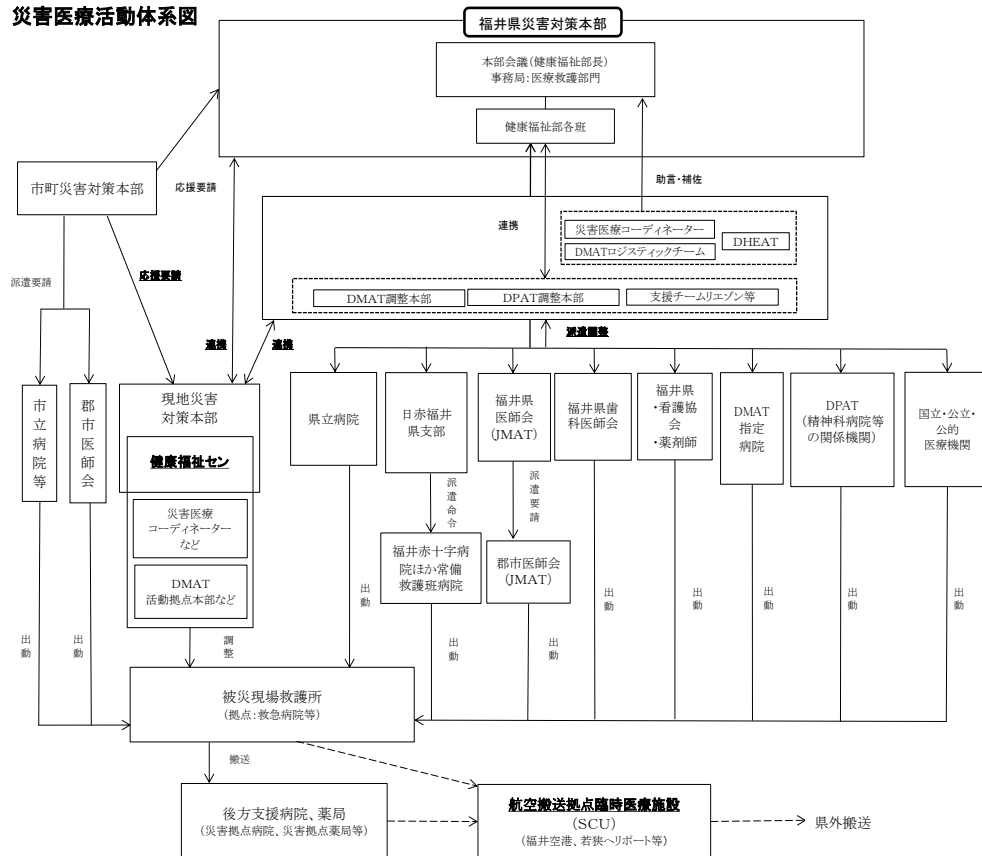 災害医療活動体系図
福井県災害対策本部
本部会議(健康福祉部長)
事務局:医療救護部門
健康福祉部各班
市町災害対策本部
応援要請
助言・補佐
連携
災害医療コーディネーター
DMATロジスティックチーム
DHEAT
派遣要請
応援要請
DMAT調整本部
DPAT調整本部
支援チームリエゾン等
連携
連携
派遣調整
市立病院等
郡市医師会
現地災害
対策本部
健康福祉セン
災害医療
コーディネーター
など
DMAT
活動拠点本部など
県立病院
日赤福井
県支部
福井県
医師会
(JMAT)
福井県歯
科医師会
福井県
・看護協
会
・薬剤師
DMAT
指定
病院
DPAT
(精神科病院等
の関係機関)
国立・公立・
公的
医療機関
派遣命令
派遣要請
福井赤十字病
院ほか常備
救護班病院
郡市医師会
(JMAT)
出動
出動
調整
出動
出動
出動
出動
出動
出動
出動
出動
被災現場救護所
(拠点:救急病院等)
搬送
後方支援病院、薬局
(災害拠点病院、災害拠点薬局等)
航空搬送拠点臨時医療施設
(SCU)
(福井空港、若狭ヘリポート等)
県外搬送